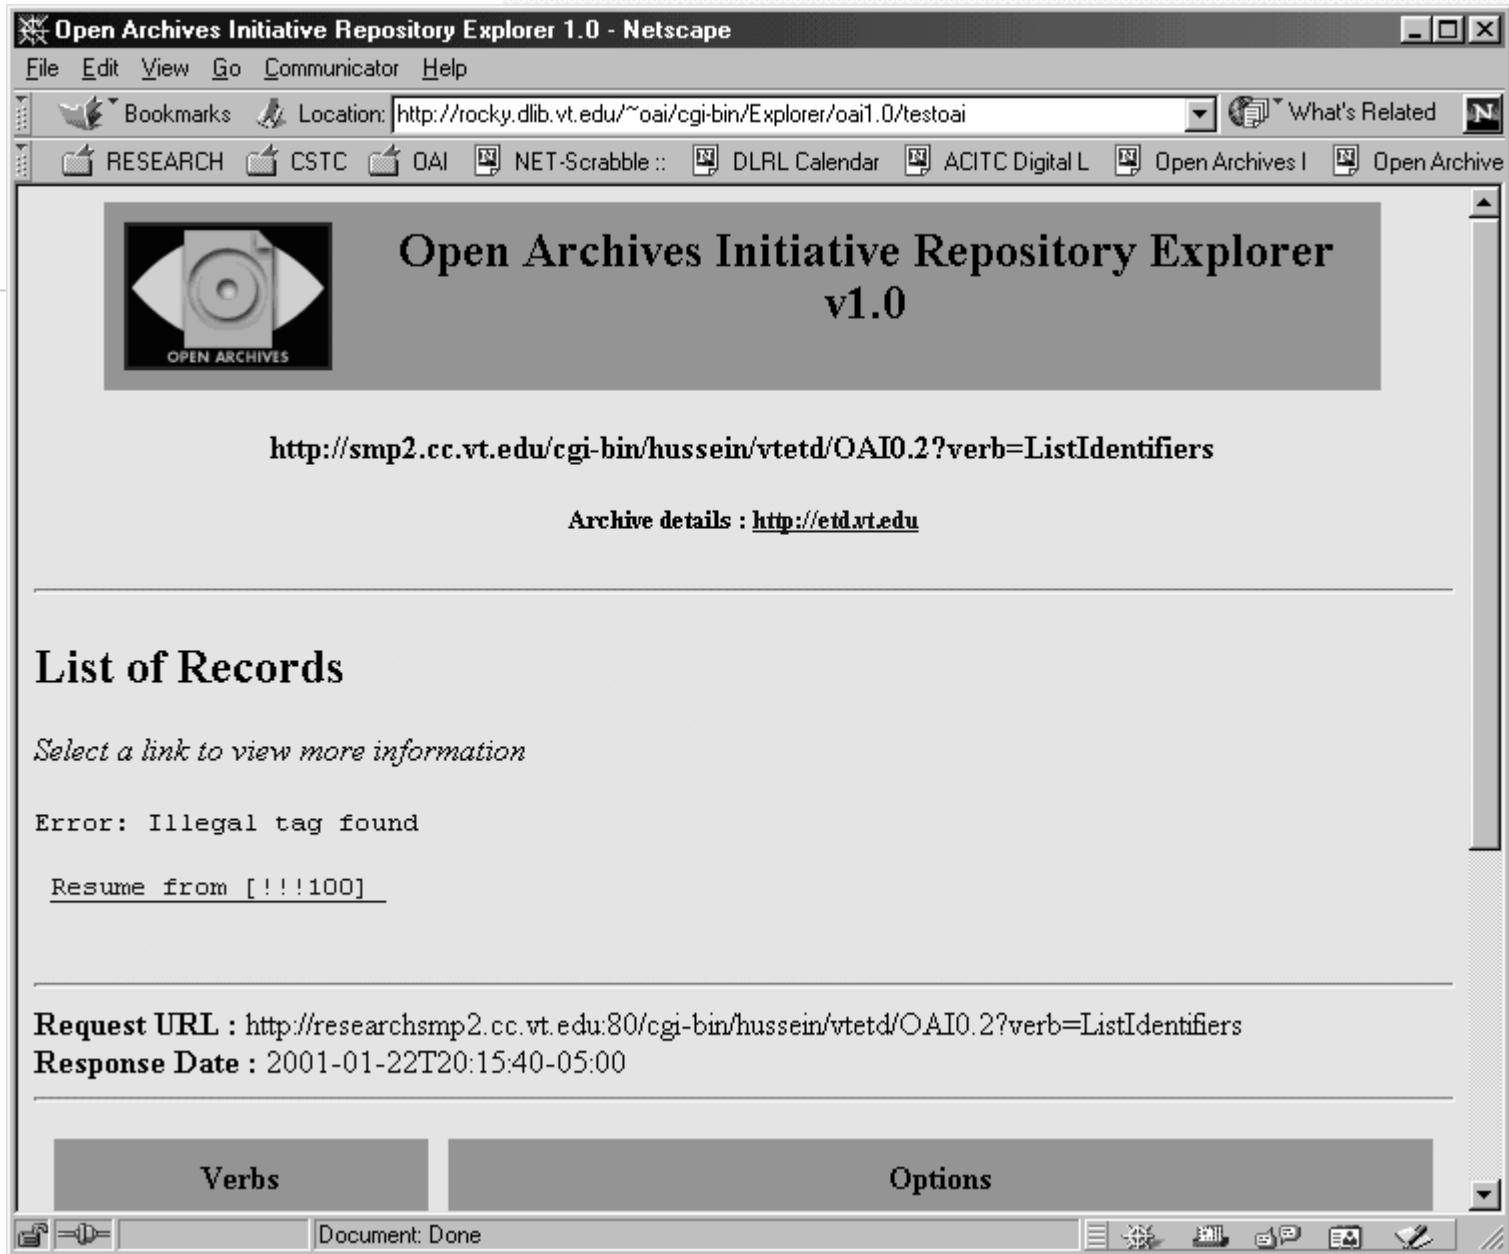 Open Archives Initiative Repository Explorer 1.0 - Netscape
File Edit View Go Communicator Help
Bookmarks Location: http://rocky.dlib.vt.edu/~oai/cgi-bin/Explorer/oai1.0/testoai What's Related N
RESEARCH CSTC OAI NET-Scrabble :: DLRL Calendar ACITC Digital L Open Archives I Open Archive
Open Archives Initiative Repository Explorer
v1.0
OPEN ARCHIVES
http://smp2.cc.vt.edu/cgi-bin/hussein/vtetd/OAI0.2?verb=ListIdentifiers
Archive details : http://etd.vt.edu
List of Records
Select a link to view more information
Error: Illegal tag found
Resume from [!!!100]
Request URL : http://researchsmp2.cc.vt.edu:80/cgi-bin/hussein/vtetd/OAI0.2?verb=ListIdentifiers
Response Date : 2001-01-22T20:15:40-05:00
Verbs Options
Document: Done